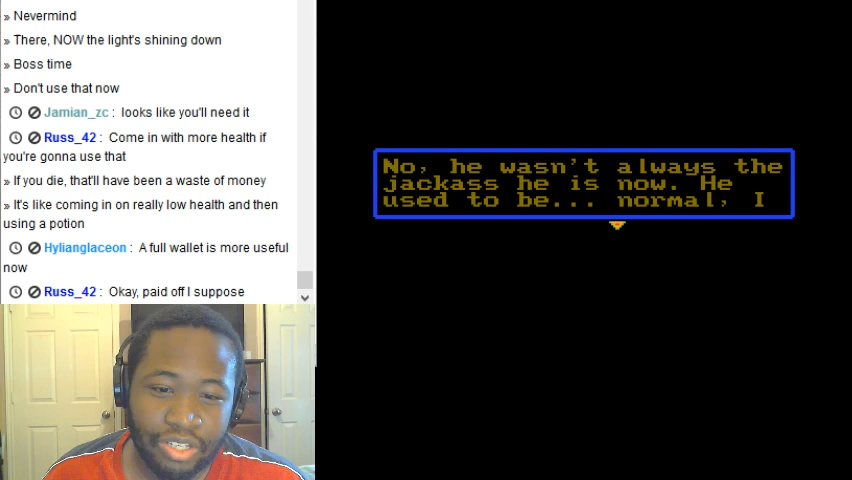 » Nevermind
» There, NOW the light's shining down
» Boss time
» Don't use that now
Jamian_zc: looks like you'll need it
Russ_42: Come in with more health if
you're gonna use that
» If you die, that'll have been a waste of money
» It's like coming in on really low health and then
using a potion
Hylianglaceon: A full wallet is more useful
now
Russ_42: Okay, paid off I suppose
No, he wasn't always the
jackass he is now. He
used to be... normal, I